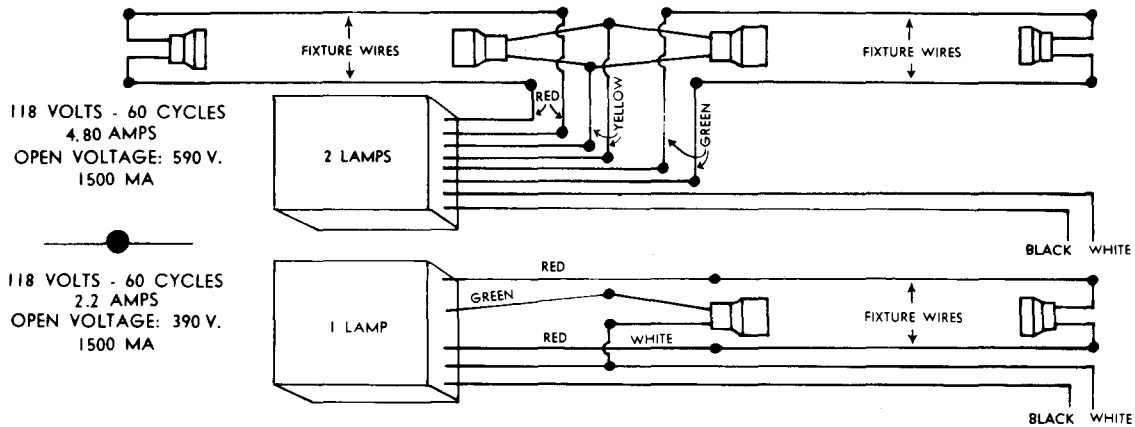 FIXTURE WIRES
FIXTURE WIRES
118 VOLTS - 60 CYCLES
4.80 AMPS
OPEN VOLTAGE: 590 V.
1500 MA
RED
YELLOW
GREEN
2 LAMPS
BLACK WHITE
118 VOLTS - 60 CYCLES
2.2 AMPS
OPEN VOLTAGE: 390 V.
1500 MA
RED
GREEN
1 LAMP
FIXTURE WIRES
RED WHITE
BLACK WHITE